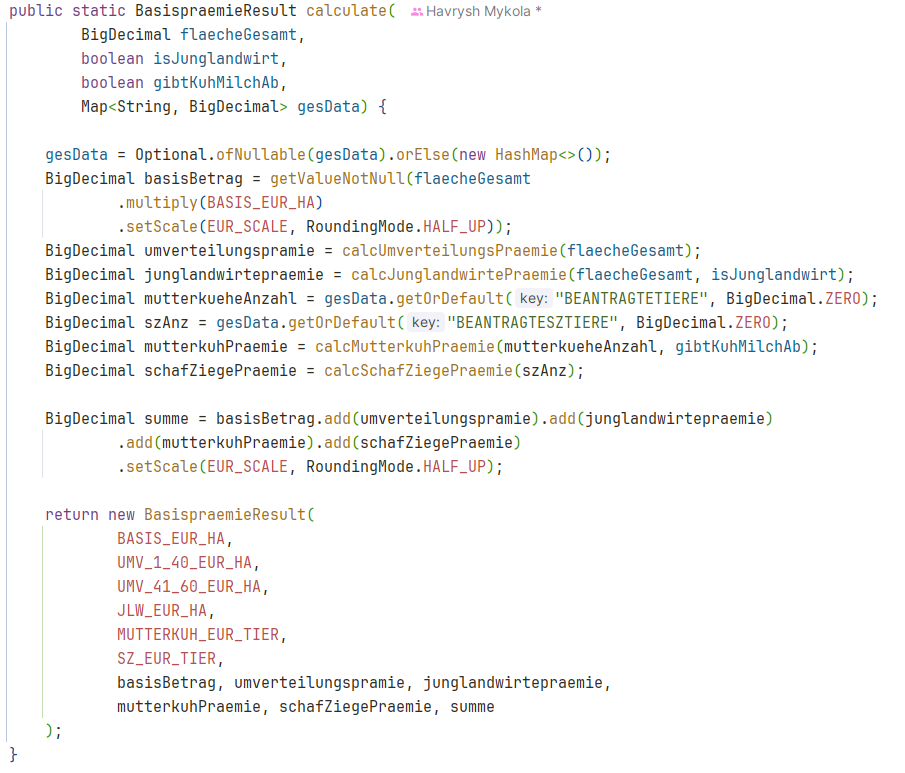 public static BasispraemieResult calculate( Havrysh Mykola *
BigDecimal flaecheGesamt,
boolean isJunglandwirt,
boolean gibtKuhMilchAb,
Map<String, BigDecimal> gesData) {
gesData = Optional.ofNullable(gesData).orElse(new HashMap<>());
BigDecimal basisBetrag = getValueNotNull(flaecheGesamt
.multiply(BASIS_EUR_HA)
.setScale(EUR_SCALE, RoundingMode.HALF_UP));
BigDecimal umverteilungspramie = calcUmverteilungsPraemie(flaecheGesamt);
BigDecimal junglandwirtepraemie = calcJunglandwirtePraemie(flaecheGesamt, isJunglandwirt);
BigDecimal mutterkueheAnzahl = gesData.getOrDefault( key: "BEANTRAGTETIERE", BigDecimal.ZERO);
BigDecimal szAnz = gesData.getOrDefault( key: "BEANTRAGTESZTIERE", BigDecimal.ZERO);
BigDecimal mutterkuhPraemie = calcMutterkuhPraemie(mutterkueheAnzahl, gibtKuhMilchAb);
BigDecimal schafZiegePraemie = calcSchafZiegePraemie(szAnz);
BigDecimal summe = basisBetrag.add(umverteilungspramie).add(junglandwirtepraemie)
.add(mutterkuhPraemie).add(schafZiegePraemie)
.setScale(EUR_SCALE, RoundingMode.HALF_UP);
return new BasispraemieResult(
BASIS_EUR_HA,
UMV_1_40_EUR_HA,
UMV_41_60_EUR_HA,
JLW_EUR_HA,
MUTTERKUH_EUR_TIER,
SZ_EUR_TIER,
basisBetrag, umverteilungspramie, junglandwirtepraemie,
mutterkuhPraemie, schafZiegePraemie, summe
);
}